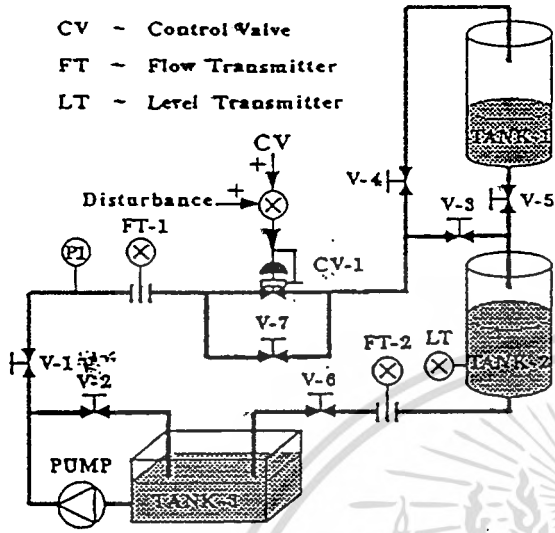 CV ~ Control Valve
FT ~ Flow Transmitter
LT ~ Level Transmitter
CV
+
Disturbance
+
TANK-1
V-4
V-3
V-5
P1
FT-1
CV-1
V-7
V-1
V-2
V-6
FT-2
LT
TANK-2
PUMP
TANK-3